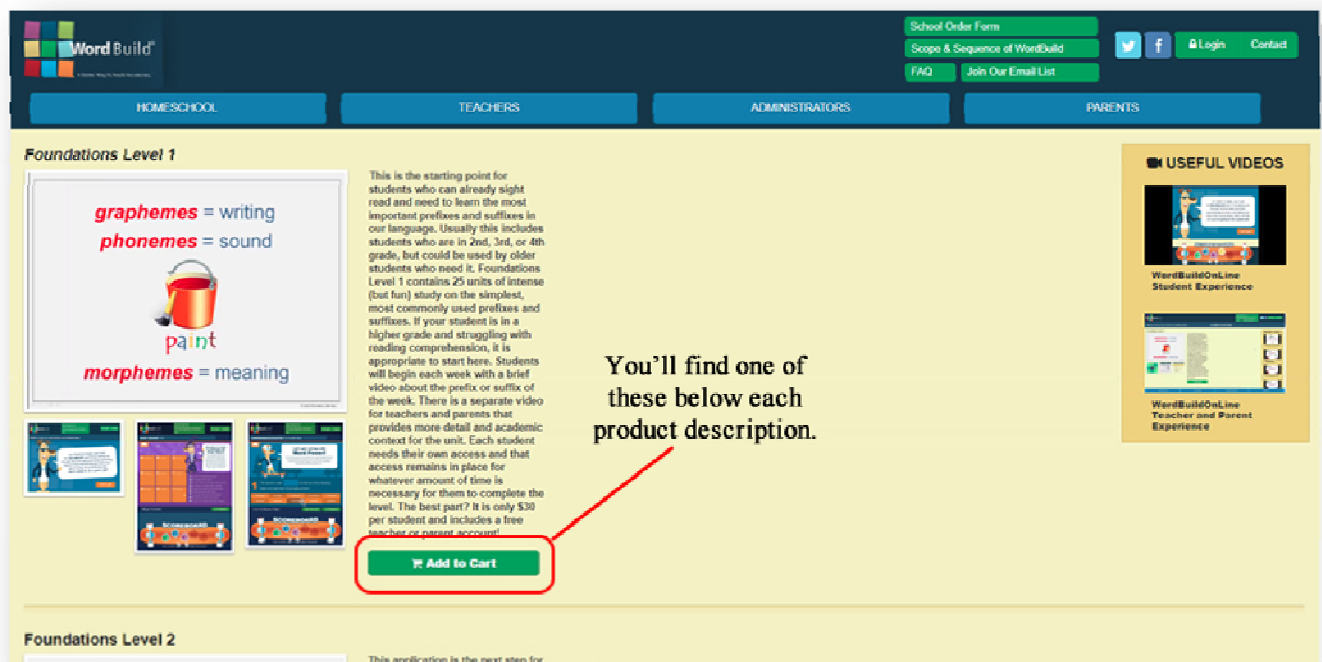 School Order Form
Word Build
Scope & Sequence of WordBuild
Login
Contact
FAQ
Join Our Email List
HOMESCHOOL
TEACHERS
ADMINISTRATORS
PARENTS
Foundations Level 1
graphemes = writing
phonemes = sound
paint
morphemes = meaning
This is the starting point for
students who can already sight
read and need to learn the most
important prefixes and suffixes in
our language. Usually this includes
students who are in 2nd, 3rd, or 4th
grade, but could be used by older
students who need it. Foundations
Level 1 contains 25 units of intense
(but fun) study on the simplest,
most commonly used prefixes and
suffixes. If your student is in a
higher grade and struggling with
reading comprehension, it is
appropriate to start here. Students
will begin each week with a brief
video about the prefix or suffix of
the week. There is a separate video
for teachers and parents that
provides more detail and academic
context for the unit. Each student
needs their own access and that
access remains in place for
whatever amount of time is
necessary for them to complete the
level. The best part? It is only $30
per student and includes a free
teacher or parent account!
Add to Cart
You'll find one of
these below each
product description.
USEFUL VIDEOS
WordBuildOnLine
Student Experience
WordBuildOnLine
Teacher and Parent
Experience
SCOREBOARD
SCOREBOARD
Foundations Level 2
This application is the next step for